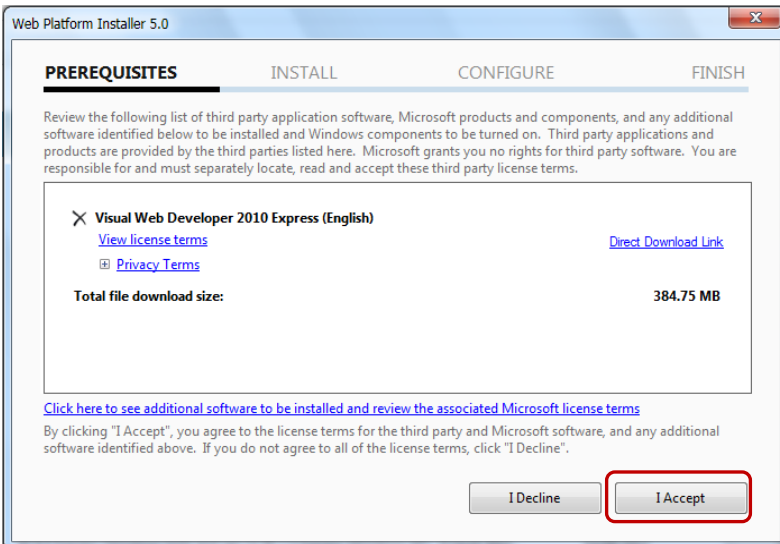 Web Platform Installer 5.0
PREREQUISITES INSTALL CONFIGURE FINISH
Review the following list of third party application software, Microsoft products and components, and any additional
software identified below to be installed and Windows components to be turned on. Third party applications and
products are provided by the third parties listed here. Microsoft grants you no rights for third party software. You are
responsible for and must separately locate, read and accept these third party license terms.
Visual Web Developer 2010 Express (English)
View license terms Direct Download Link
Privacy Terms
Total file download size: 384.75 MB
Click here to see additional software to be installed and review the associated Microsoft license terms
By clicking "I Accept", you agree to the license terms for the third party and Microsoft software, and any additional
software identified above. If you do not agree to all of the license terms, click "I Decline".
I Decline I Accept